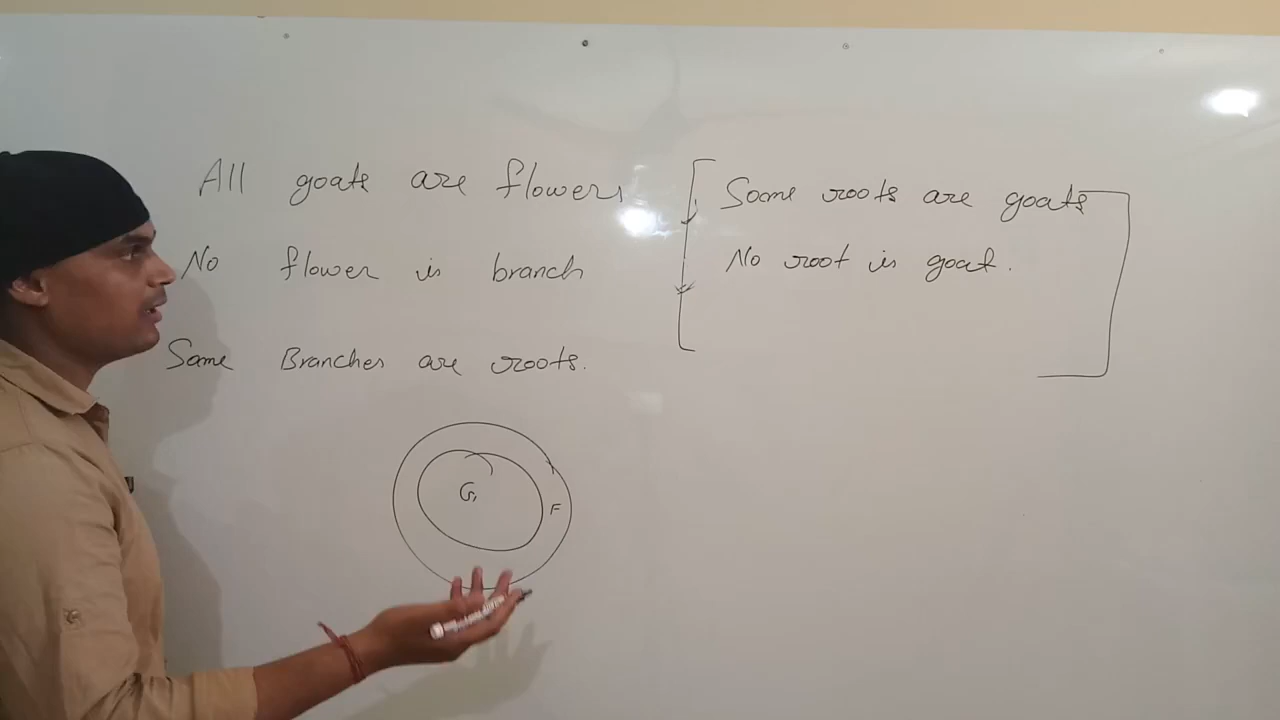 All goats are flowers
No flower is branch
Some Branches are roots.
Some roots are goats
No root is goat.
G
F